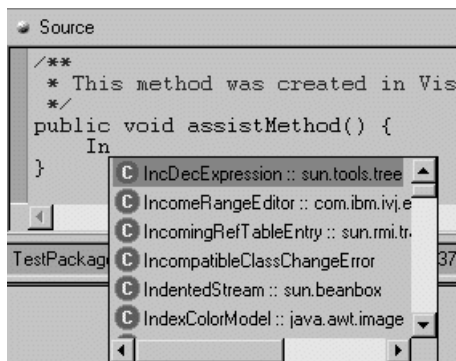 Source
/**
 * This method was created in Vis
 */
public void assistMethod() {
    In
}
IncDecExpression :: sun.tools.tree
IncomeRangeEditor :: com.ibm.ivj.e
IncomingRefTableEntry :: sun.rmi.tr
IncompatibleClassChangeError
TestPackag 37
IndentedStream :: sun.beanbox
IndexColorModel :: java.awt.image